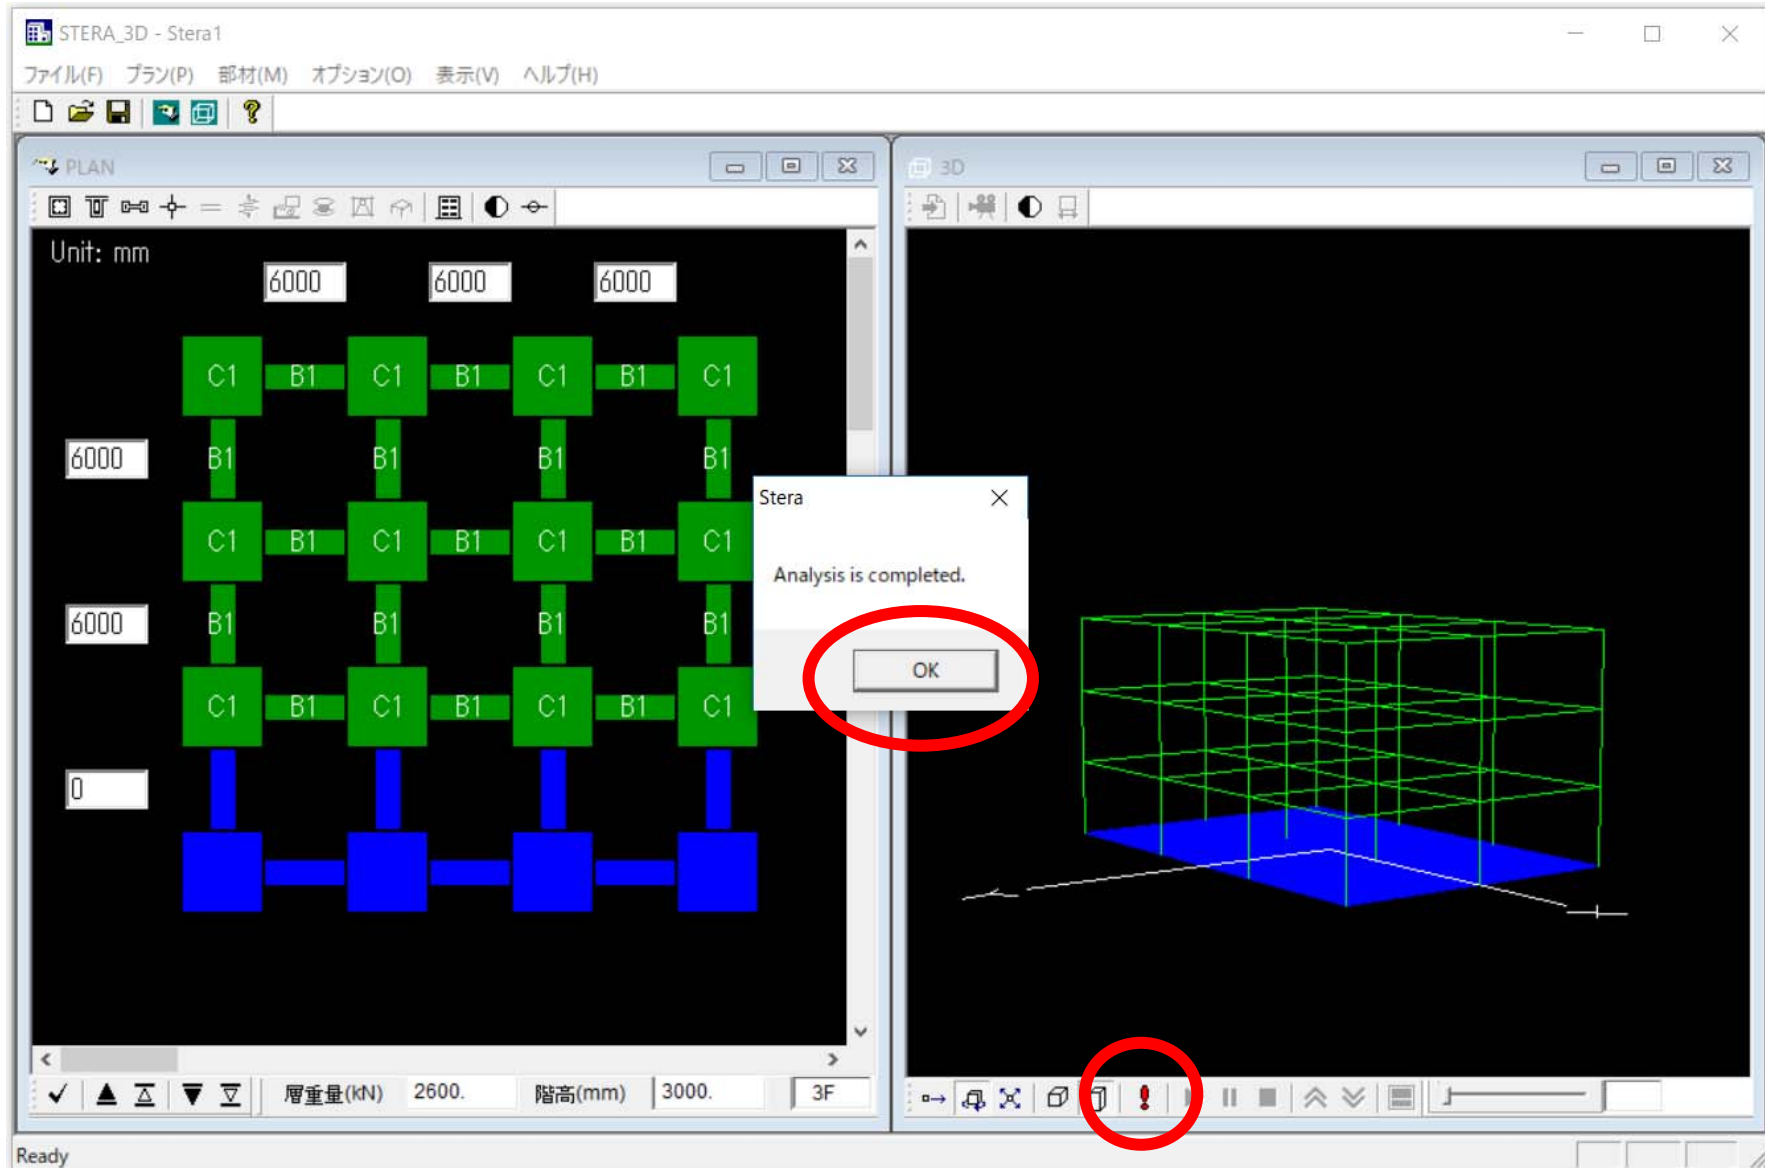 STERA_3D - Stera1
ファイル(F) プラン(P) 部材(M) オプション(O) 表示(V) ヘルプ(H)
PLAN
Unit: mm
6000 6000 6000
C1 B1 C1 B1 C1 B1 C1
6000 B1 B1 B1 B1
C1 B1 C1 B1 C1 B1 C1
6000 B1 B1 B1 B1
C1 B1 C1 B1 C1 B1 C1
0
層重量(kN) 2600. 階高(mm) 3000. 3F
3D
Stera
Analysis is completed.
OK
Ready